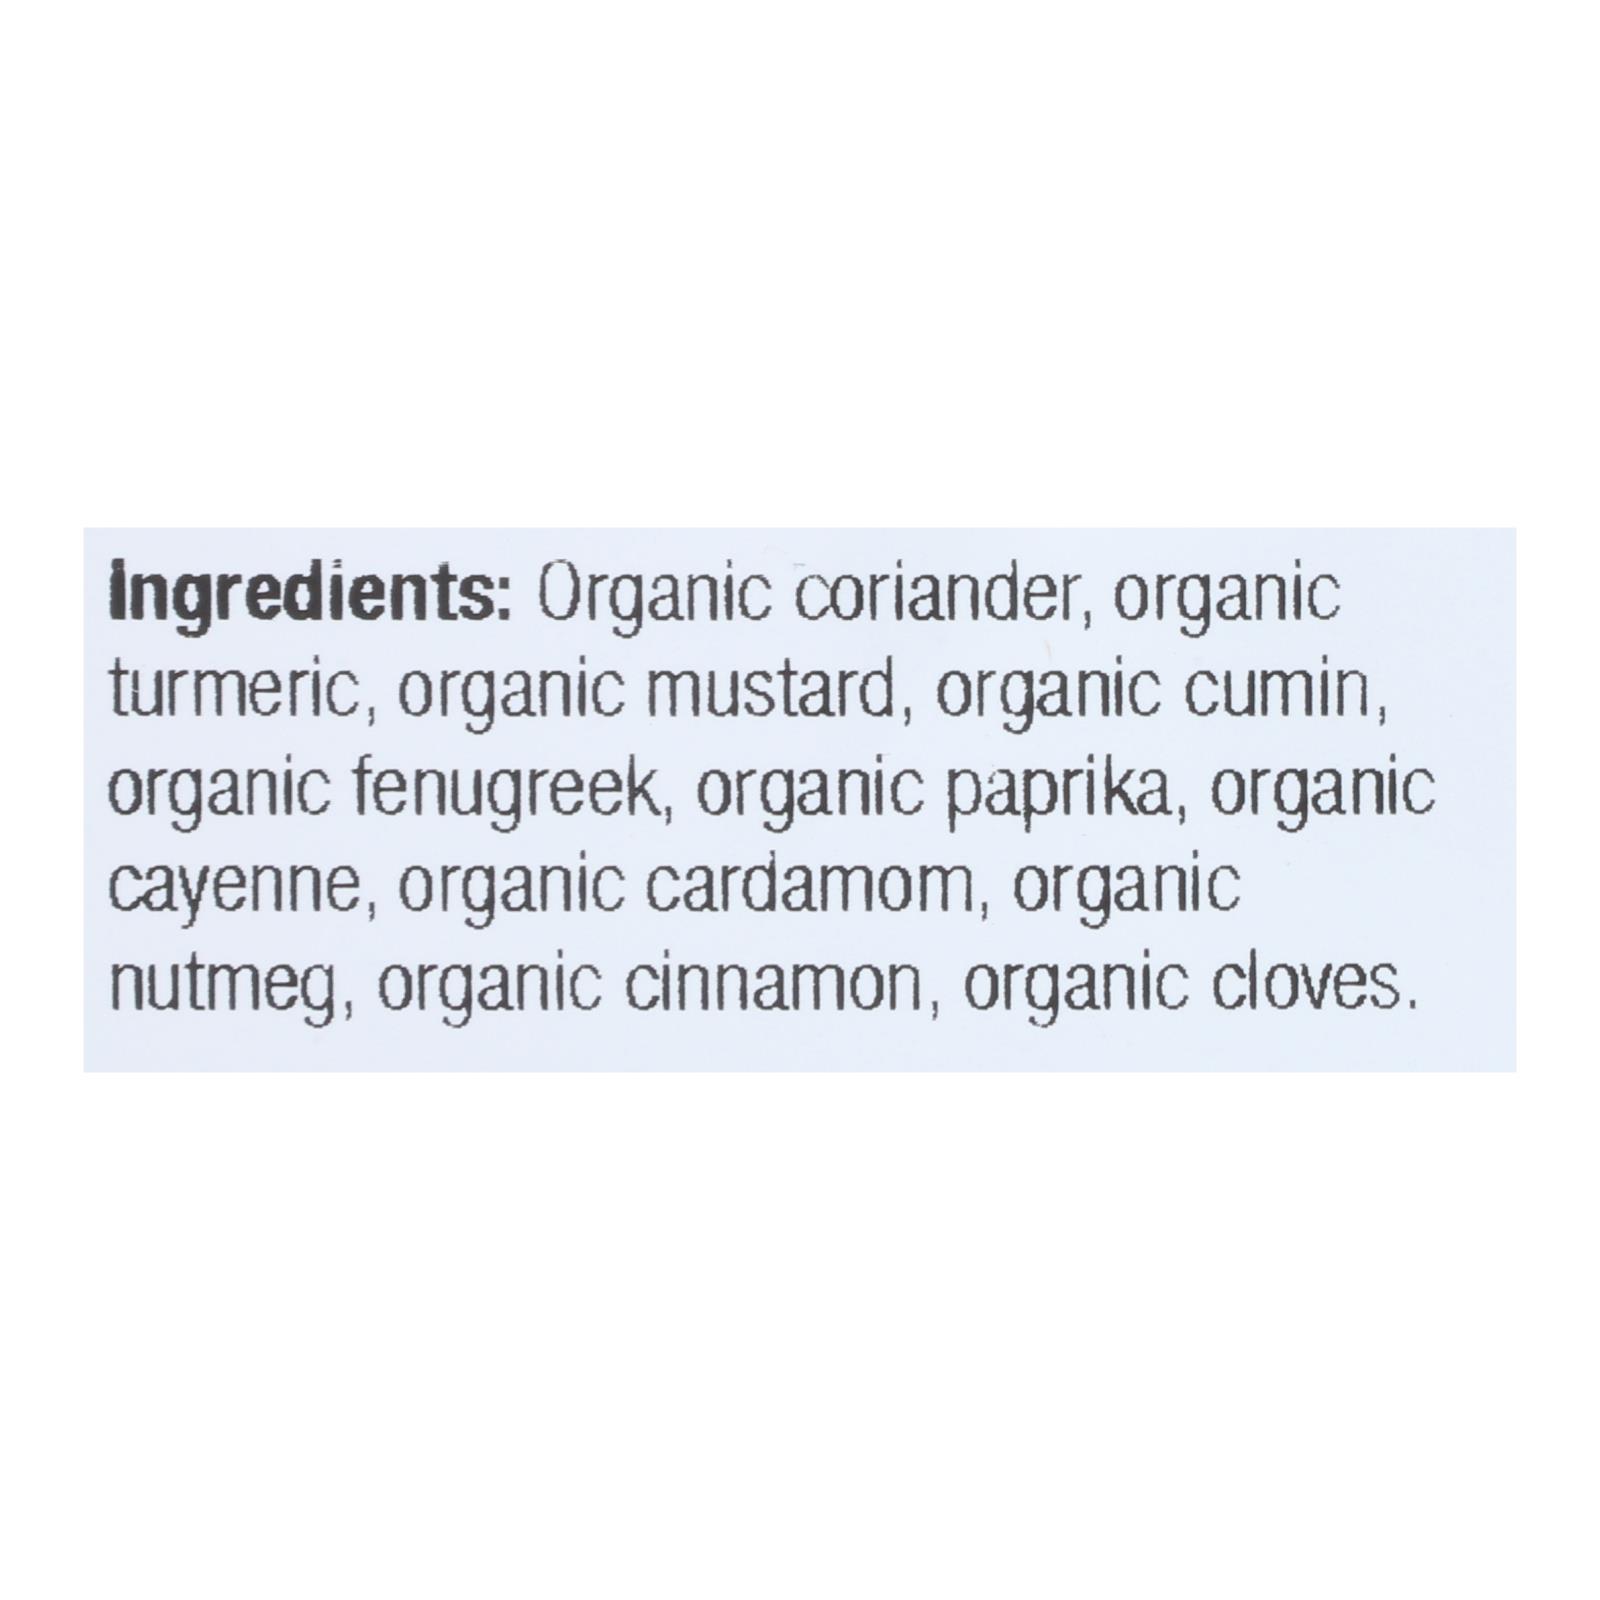 Ingredients: Organic coriander, organic
turmeric, organic mustard, organic cumin,
organic fenugreek, organic paprika, organic
cayenne, organic cardamom, organic
nutmeg, organic cinnamon, organic cloves.